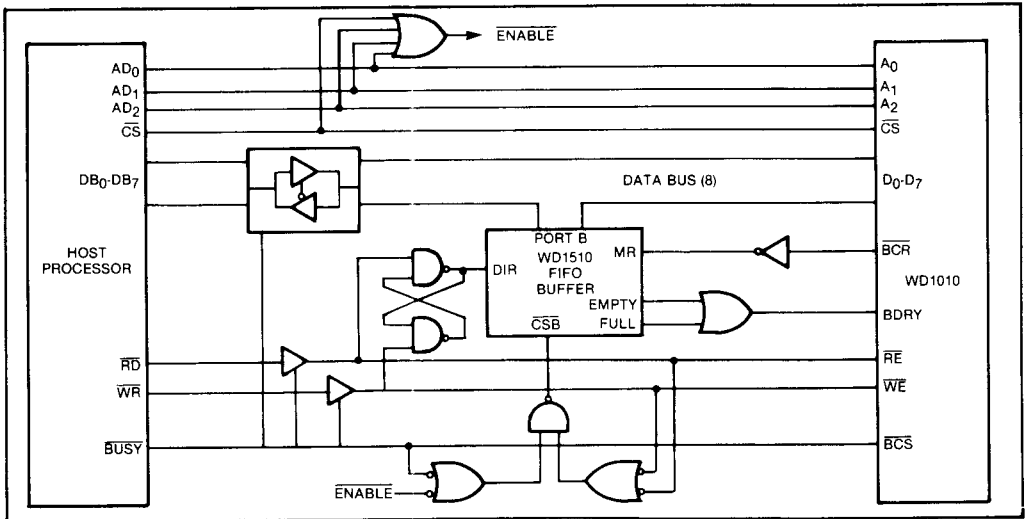 ENABLE
AD0
AD1
AD2
CS
A0
A1
A2
CS
DB0-DB7
DATA BUS (8)
D0-D7
HOST
PROCESSOR
PORT B
WD1510
FIFO
BUFFER
DIR
MR
EMPTY
FULL
CSB
BCR
WD1010
BDRY
RD
RE
WR
WE
BUSY
BCS
ENABLE